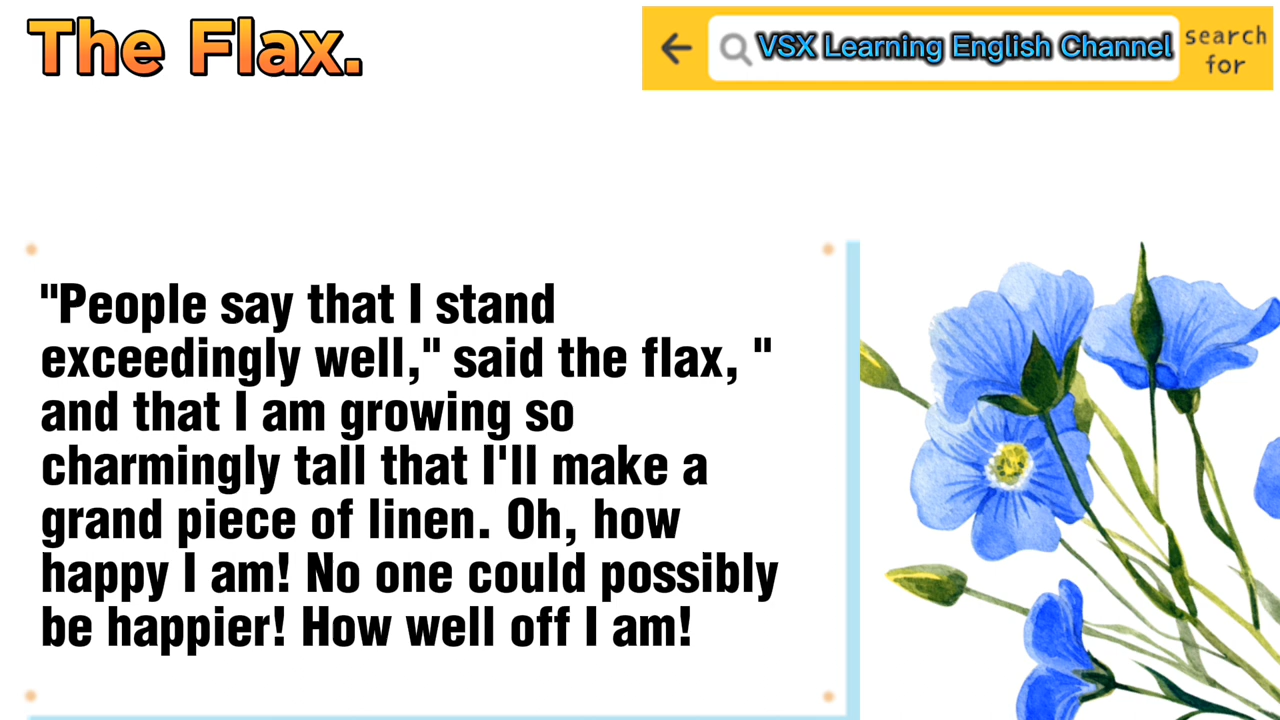 The Flax.
VSX Learning English Channel
search
for
"People say that I stand
exceedingly well," said the flax, "
and that I am growing so
charmingly tall that I'll make a
grand piece of linen. Oh, how
happy I am! No one could possibly
be happier! How well off I am!